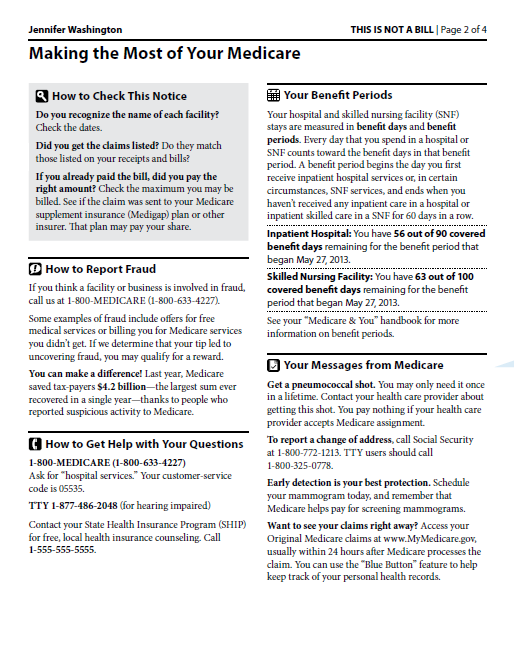 Jennifer Washington
THIS IS NOT A BILL | Page 2 of 4
Making the Most of Your Medicare
How to Check This Notice
Do you recognize the name of each facility?
Check the dates.
Did you get the claims listed? Do they match
those listed on your receipts and bills?
If you already paid the bill, did you pay the
right amount? Check the maximum you may be
billed. See if the claim was sent to your Medicare
supplement insurance (Medigap) plan or other
insurer. That plan may pay your share.
How to Report Fraud
If you think a facility or business is involved in fraud,
call us at 1-800-MEDICARE (1-800-633-4227).
Some examples of fraud include offers for free
medical services or billing you for Medicare services
you didn't get. If we determine that your tip led to
uncovering fraud, you may qualify for a reward.
You can make a difference! Last year, Medicare
saved tax-payers $4.2 billion—the largest sum ever
recovered in a single year—thanks to people who
reported suspicious activity to Medicare.
How to Get Help with Your Questions
1-800-MEDICARE (1-800-633-4227)
Ask for "hospital services." Your customer-service
code is 05535.
TTY 1-877-486-2048 (for hearing impaired)
Contact your State Health Insurance Program (SHIP)
for free, local health insurance counseling. Call
1-555-555-5555.
Your Benefit Periods
Your hospital and skilled nursing facility (SNF)
stays are measured in benefit days and benefit
periods. Every day that you spend in a hospital or
SNF counts toward the benefit days in that benefit
period. A benefit period begins the day you first
receive inpatient hospital services or, in certain
circumstances, SNF services, and ends when you
haven't received any inpatient care in a hospital or
inpatient skilled care in a SNF for 60 days in a row.
Inpatient Hospital: You have 56 out of 90 covered
benefit days remaining for the benefit period that
began May 27, 2013.
Skilled Nursing Facility: You have 63 out of 100
covered benefit days remaining for the benefit
period that began May 27, 2013.
See your "Medicare & You" handbook for more
information on benefit periods.
Your Messages from Medicare
Get a pneumococcal shot. You may only need it once
in a lifetime. Contact your health care provider about
getting this shot. You pay nothing if your health care
provider accepts Medicare assignment.
To report a change of address, call Social Security
at 1-800-772-1213. TTY users should call
1-800-325-0778.
Early detection is your best protection. Schedule
your mammogram today, and remember that
Medicare helps pay for screening mammograms.
Want to see your claims right away? Access your
Original Medicare claims at www.MyMedicare.gov,
usually within 24 hours after Medicare processes the
claim. You can use the "Blue Button" feature to help
keep track of your personal health records.